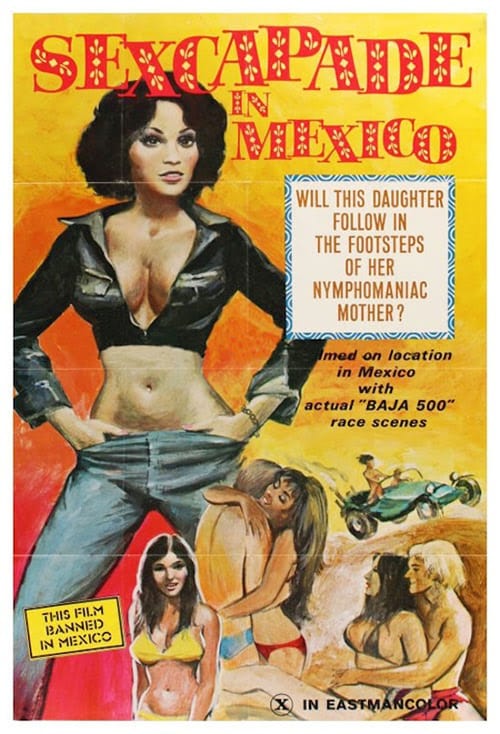 SEXCAPADE
IN
MEXICO
WILL THIS DAUGHTER
FOLLOW IN
THE FOOTSTEPS
OF HER
NYMPHOMANIAC
MOTHER?
lmed on location
in Mexico
with
actual "BAJA 500"
race scenes
THIS FILM
BANNED
IN MEXICO
X IN EASTMANCOLOR